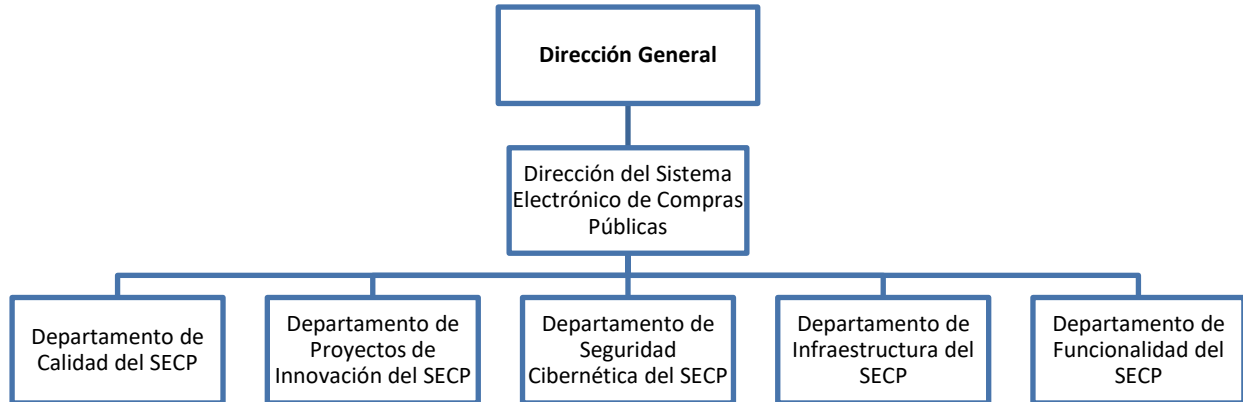 Dirección General
Dirección del Sistema
Electrónico de Compras
Públicas
Departamento de
Calidad del SECP
Departamento de
Proyectos de
Innovación del SECP
Departamento de
Seguridad
Cibernética del SECP
Departamento de
Infraestructura del
SECP
Departamento de
Funcionalidad del
SECP